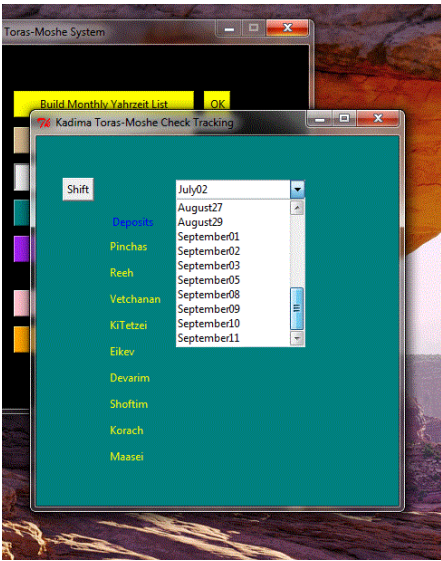 Toras-Moshe System
Build Monthly Yahrzeit List OK
Kadima Toras-Moshe Check Tracking
Shift
July02
August27
August29
September01
September02
September03
September05
September08
September09
September10
September11
Deposits
Pinchas
Reeh
Vetchanan
KiTetzei
Eikev
Devarim
Shoftim
Korach
Maasei